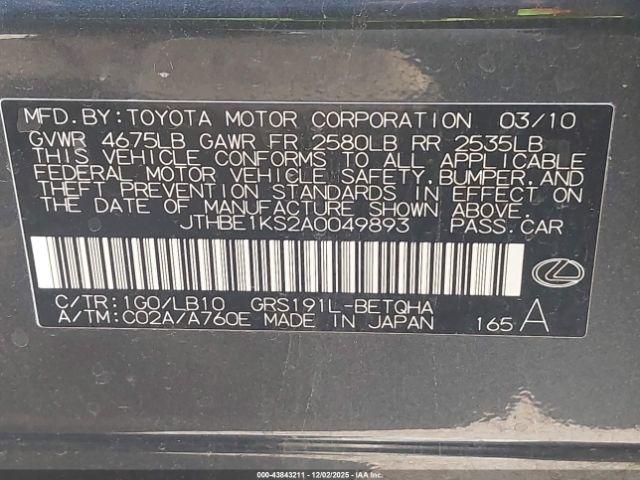 MFD.BY:TOYOTA MOTOR CORPORATION 03/10
GVWR 4675LB GAWR FR 2580LB RR 2535LB
THIS VEHICLE CONFORMS TO ALL APPLICABLE
FEDERAL MOTOR VEHICLE SAFETY,BUMPER,AND
THEFT PREVENTION STANDARDS IN EFFECT ON
THE DATE OF MANUFACTURE SHOWN ABOVE.
JTHBE1KS2A0049893 PASS.CAR
C/TR:1G0/LB10 GRS191L-BETQHA
A/TM:C02A/A760E MADE IN JAPAN 165 A
000-43843211 - 12/02/2025 - IAAI.COM